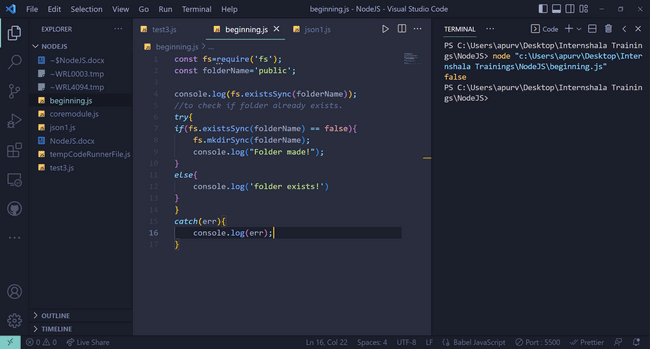 File Edit Selection View Go Run Terminal Help beginning.js - NodeJS - Visual Studio Code
EXPLORER
NODEJS
~$NodeJS.docx
~WRL0003.tmp
~WRL4094.tmp
beginning.js
coremodule.js
json1.js
NodeJS.docx
tempCodeRunnerFile.js
test3.js
OUTLINE
TIMELINE
test3.js beginning.js json1.js
beginning.js > ...
1 const fs=require('fs');
2 const folderName='public';
3
4 console.log(fs.existsSync(folderName));
5 //to check if folder already exists.
6 try{
7 if(fs.existsSync(folderName) == false){
8 fs.mkdirSync(folderName);
9 console.log("Folder made!");
10 }
11 else{
12 console.log('folder exists!')
13 }
14 }
15 catch(err){
16 console.log(err);
17 }
TERMINAL Code
PS C:\Users\apurv\Desktop\Internshala Traini
ngs\NodeJS> node "c:\Users\apurv\Desktop\Inter
nshala Trainings\NodeJS\beginning.js"
false
PS C:\Users\apurv\Desktop\Internshala Traini
ngs\NodeJS>
0 0 Live Share Ln 16, Col 22 Spaces: 4 UTF-8 LF Babel JavaScript Port : 5500 Prettier